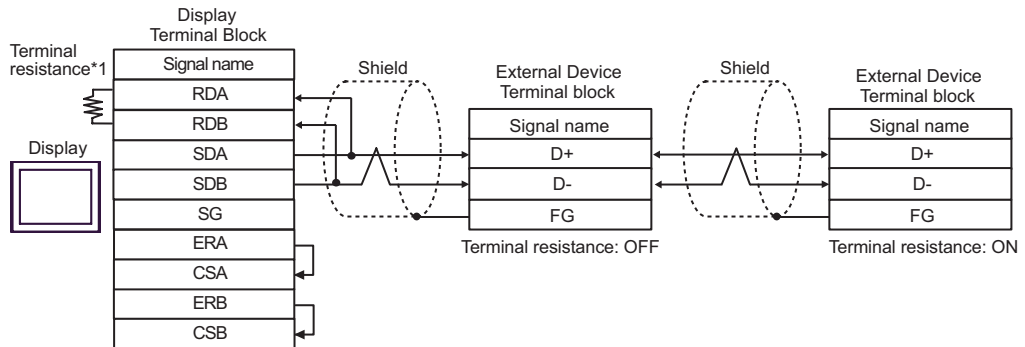 Display
Terminal Block
Terminal
resistance*1
Signal name
RDA
RDB
SDA
SDB
SG
ERA
CSA
ERB
CSB
Display
Shield
External Device
Terminal block
Signal name
D+
D-
FG
Terminal resistance: OFF
Shield
External Device
Terminal block
Signal name
D+
D-
FG
Terminal resistance: ON